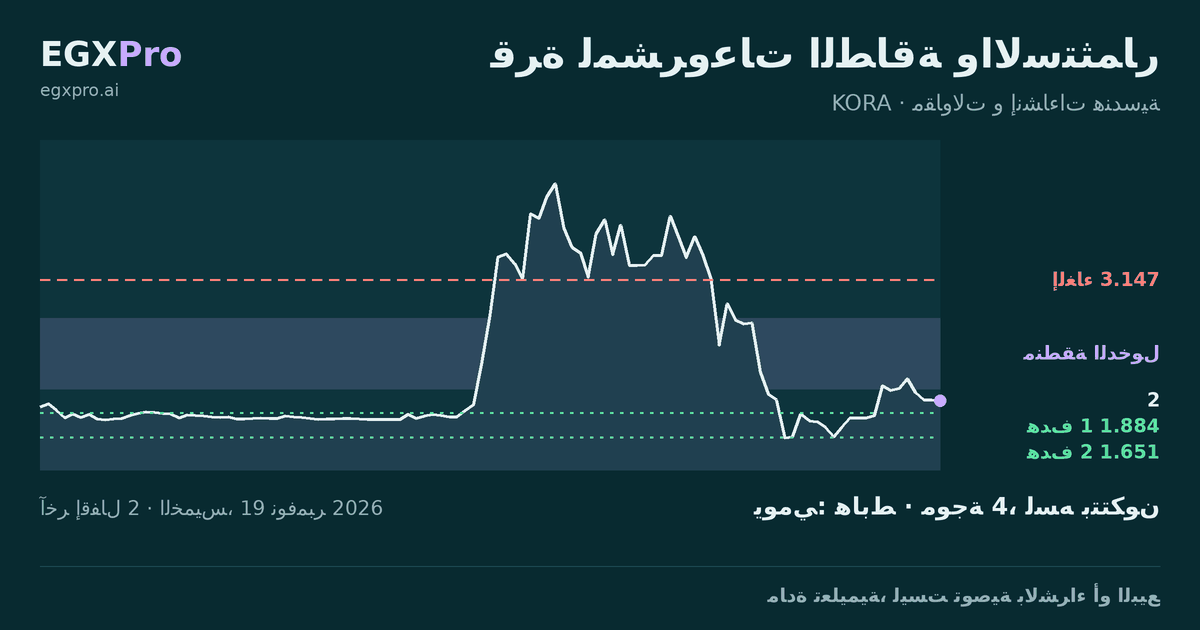 EGXPro
egxpro.ai
قرة لمشروعات الطاقة والاستثمار
KORA · مقاولات و إنشاءات هندسية
إلغاء 3.147
منطقة الدخول
2
هدف 1 1.884
هدف 2 1.651
يومي: هابط · موجة 4، لسه بتتكون
آخر إقفال 2 · الخميس، 19 نوفمبر 2026
مادة تعليمية، ليست توصية بالشراء أو البيع